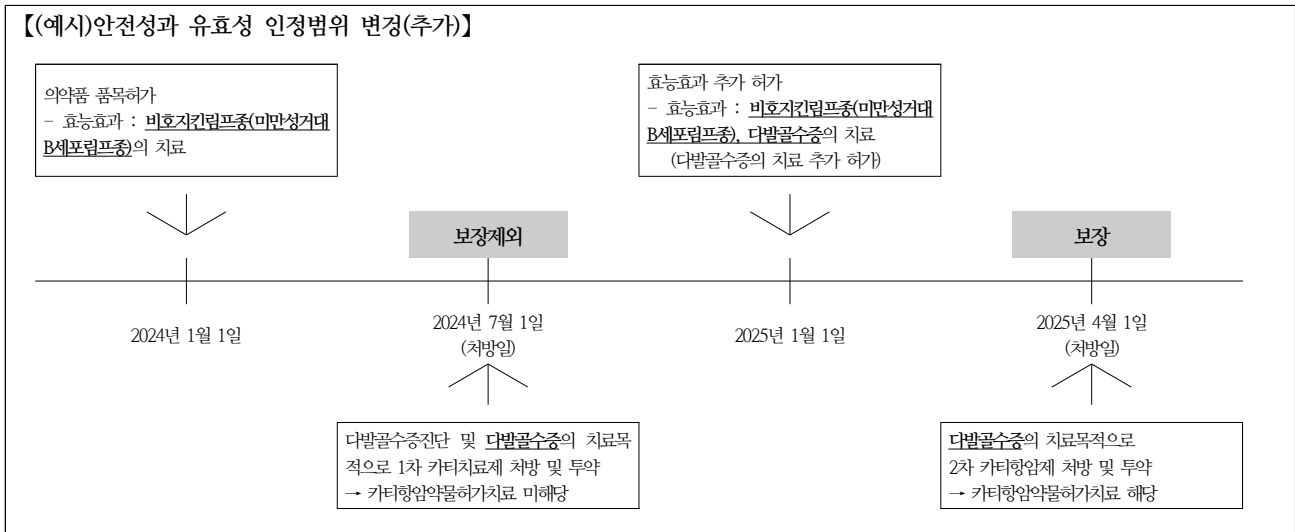 【(예시)안전성과 유효성 인정범위 변경(추가)】
의약품 품목허가
- 효능효과 : 비호지킨림프종(미만성거대
B세포림프종)의 치료
효능효과 추가 허가
- 효능효과 : 비호지킨림프종(미만성거대
B세포림프종), 다발골수증의 치료
(다발골수증의 치료 추가 허가)
보장제외
보장
2024년 1월 1일
2024년 7월 1일
(처방일)
2025년 1월 1일
2025년 4월 1일
(처방일)
다발골수증진단 및 다발골수증의 치료목
적으로 1차 카티치료제 처방 및 투약
→ 카티항암약물허가치료 미해당
다발골수증의 치료목적으로
2차 카티항암제 처방 및 투약
→ 카티항암약물허가치료 해당